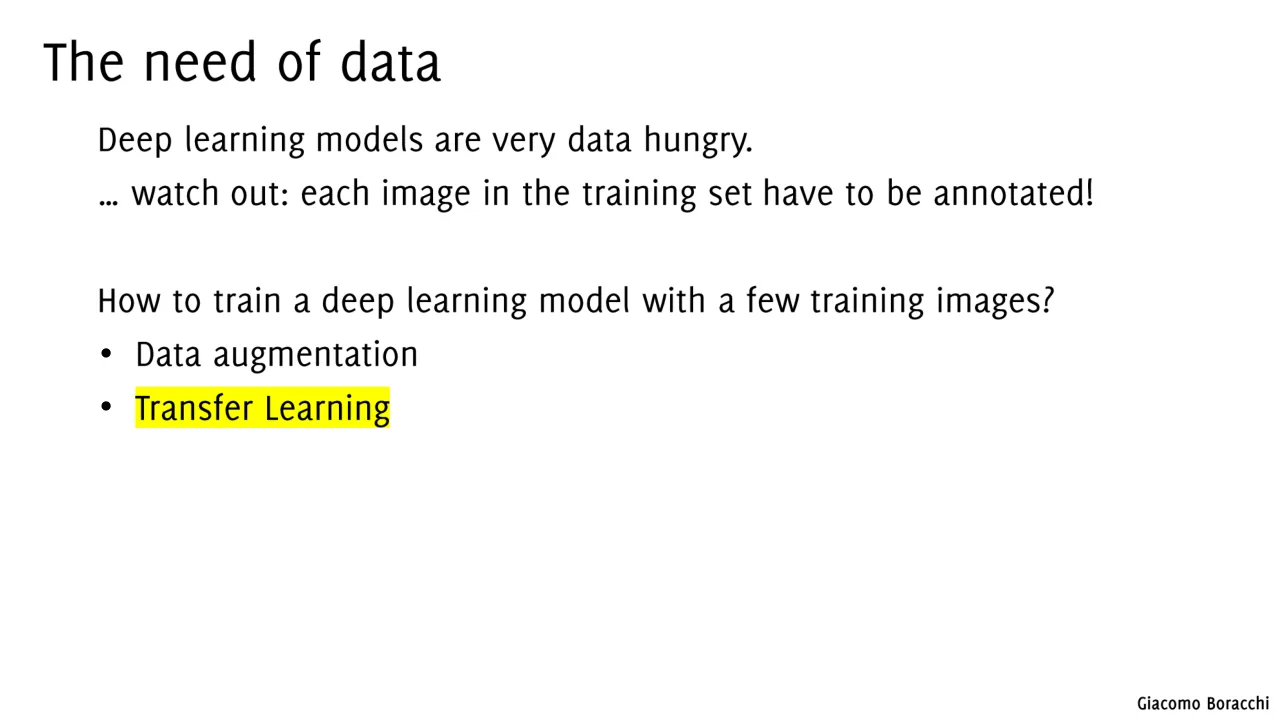 The need of data
Deep learning models are very data hungry.
… watch out: each image in the training set have to be annotated!
How to train a deep learning model with a few training images?
• Data augmentation
• Transfer Learning
Giacomo Boracchi